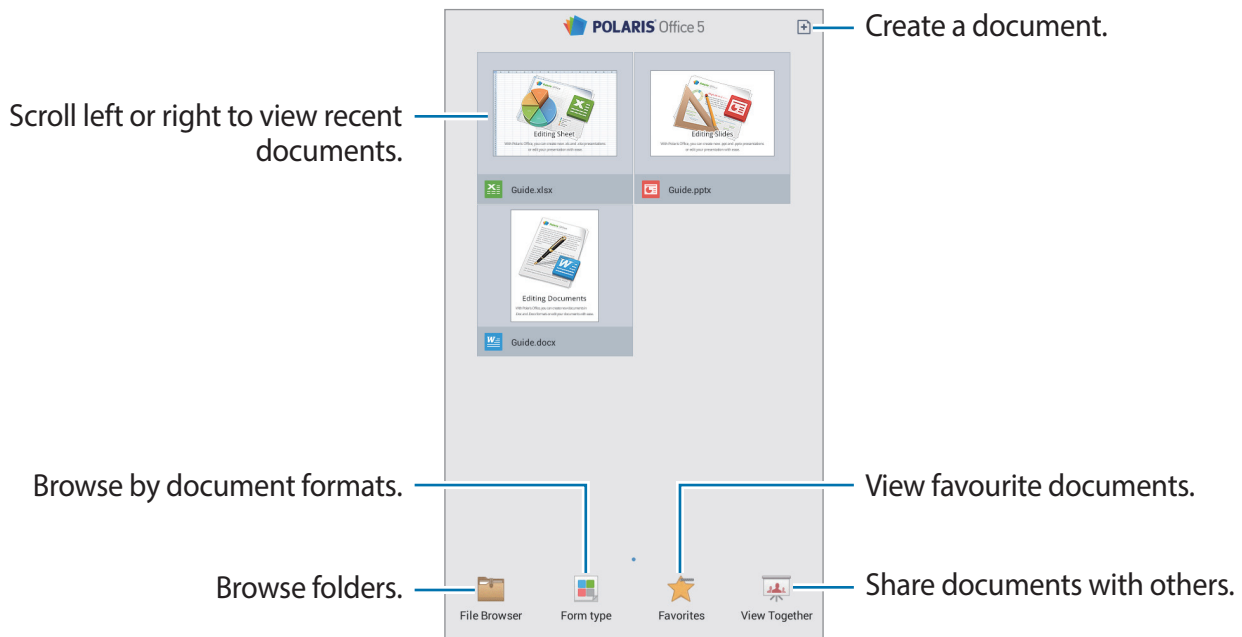 POLARIS Office 5
Create a document.
Scroll left or right to view recent
documents.
Editing Sheet
Editing Slides
Guide.xlsx
Guide.pptx
Editing Documents
Guide.docx
Browse by document formats.
View favourite documents.
Browse folders.
Share documents with others.
File Browser
Form type
Favorites
View Together